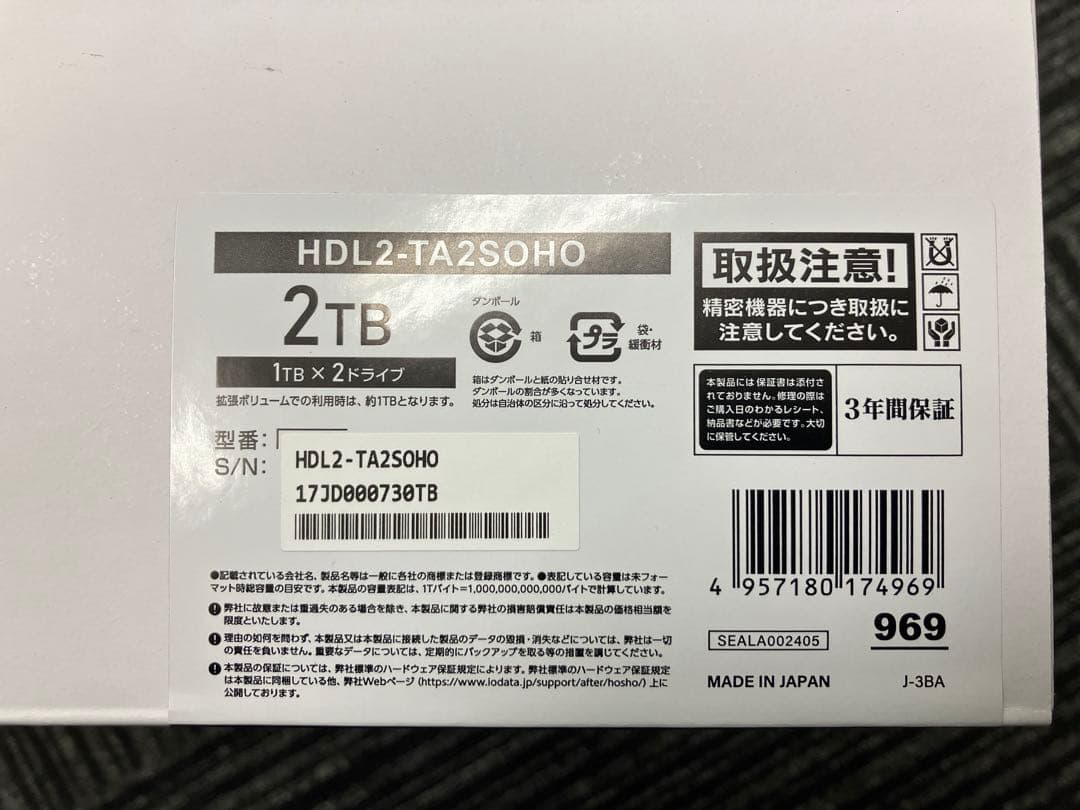 HDL2-TA2SOHO
2TB
1TB × 2ドライブ
拡張ボリュームでの利用時は、約1TBとなります。
ダンボール
箱
プラ
袋・
緩衝材
箱はダンボールと紙の貼り合せ材です。
ダンボールの割合が多くなっています。
処分は自治体の区分に沿って処分してください。
取扱注意!
精密機器につき取扱に
注意してください。
本製品には保証書は添付さ
れておりません。修理の際は
ご購入日のわかるレシート、
納品書などが必要です。大切
に保管してください。
3年間保証
型番:
S/N:
HDL2-TA2SOHO
17JD000730TB
●記載されている会社名、製品名等は一般に各社の商標または登録商標です。●表記している容量は未フォー
マット時総容量の目安です。本製品の容量表記は、1Tバイト=1,000,000,000,000バイトで計算しています。
弊社に故意または重過失のある場合を除き、本製品に関する弊社の損害賠償責任は本製品の価格相当額を
限度といたします。
理由の如何を問わず、本製品又は本製品に接続した製品のデータの毀損・消失などについては、弊社は一切
の責任を負いません。重要なデータについては、定期的にバックアップを取る等の措置を講じてください。
本製品の保証については、弊社標準のハードウェア保証規定によります。弊社標準のハードウェア保証規定
は本製品に同梱している他、弊社Webページ(https://www.iodata.jp/support/after/hosho/)上に
公開しております。
4 957180 174969
SEALA002405
969
MADE IN JAPAN
J-3BA